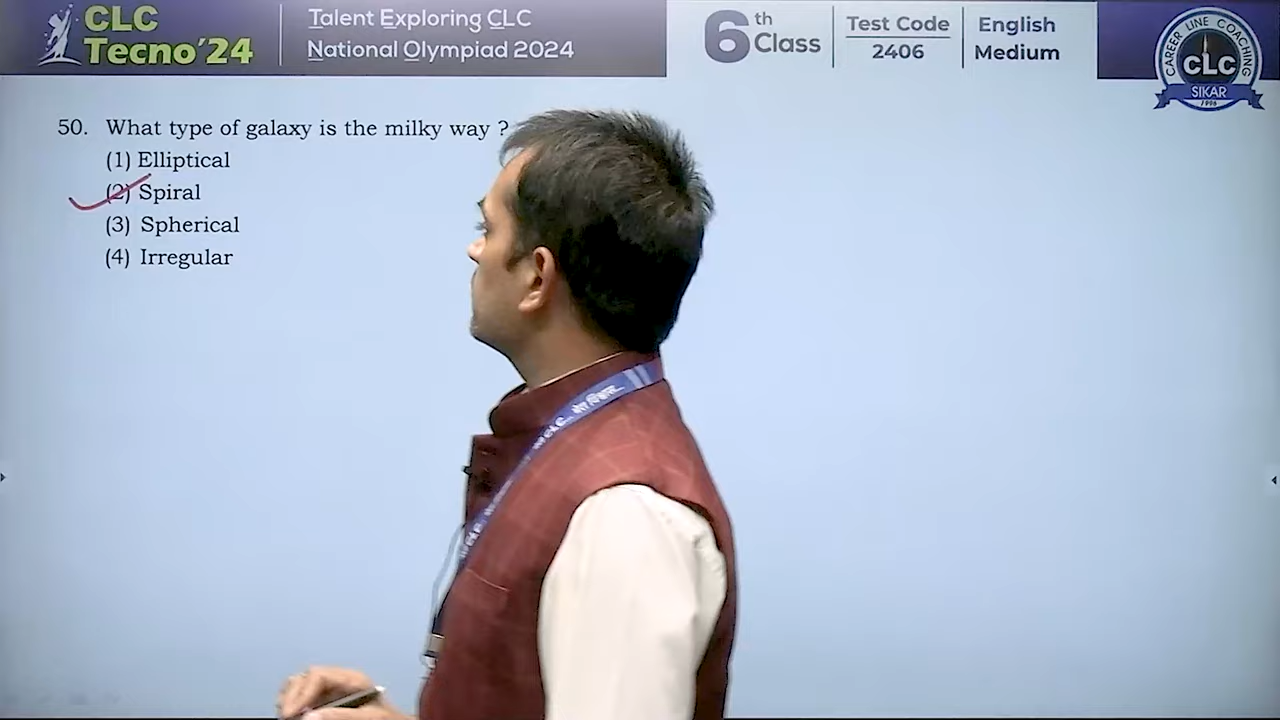 CLC
Tecno'24
Talent Exploring CLC
National Olympiad 2024
6th Class
Test Code
2406
English
Medium
CAREER LINE COACHING
CLC
SIKAR
1996
50. What type of galaxy is the milky way ?
(1) Elliptical
(2) Spiral
(3) Spherical
(4) Irregular